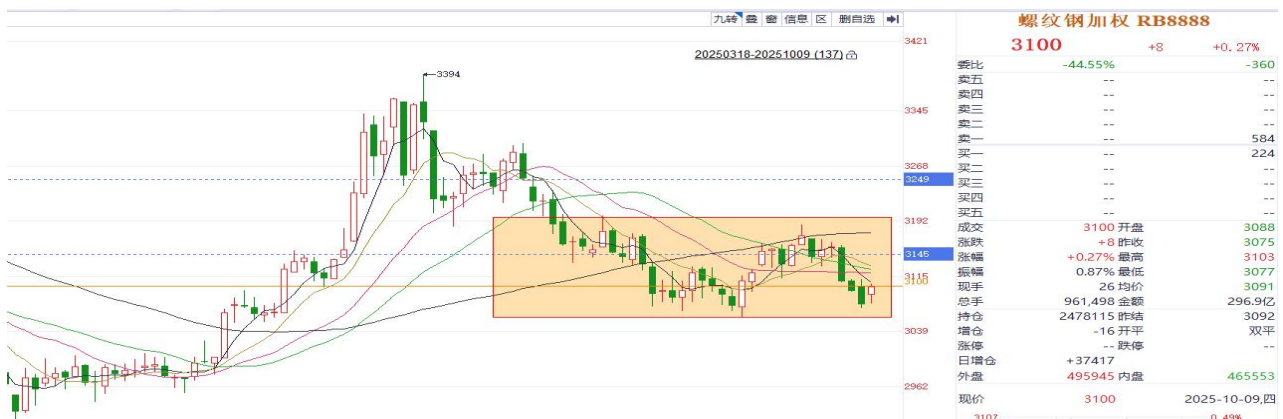 九转 叠 窗 信息 区 删自选
20250318-20251009 (137)
3394
3421
3345
3268
3249
3192
3145
3115
3100
3039
2962
螺纹钢加权 RB8888
3100 +8 +0.27%
委比 -44.55% -360
卖五 -- --
卖四 -- --
卖三 -- --
卖二 -- --
卖一 -- 584
买一 -- 224
买二 -- --
买三 -- --
买四 -- --
买五 -- --
成交 3100 开盘 3088
涨跌 +8 昨收 3075
涨幅 +0.27% 最高 3103
振幅 0.87% 最低 3077
现手 26 均价 3091
总手 961,498 金额 296.9亿
持仓 2478115 昨结 3092
增仓 -16 开平 双平
涨停 -- 跌停 --
日增仓 +37417
外盘 495945 内盘 465553
现价 3100 2025-10-09,四
3107 0.49%